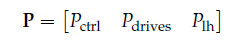 P = [P_ctrl P_drives P_lh]